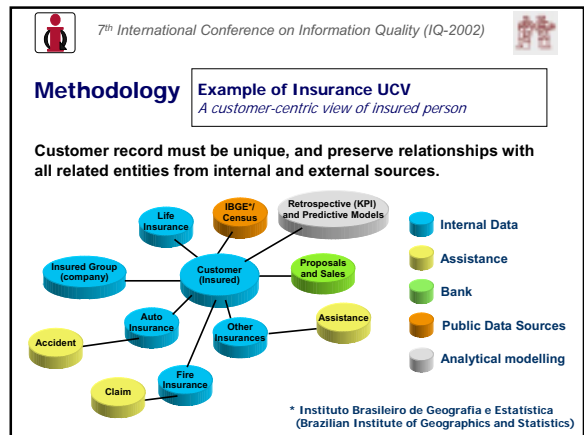 7th International Conference on Information Quality (IQ-2002)
Methodology
Example of Insurance UCV
A customer-centric view of insured person
Customer record must be unique, and preserve relationships with
all related entities from internal and external sources.
Life
Insurance
IBGE*/
Census
Retrospective (KPI)
and Predictive Models
Insured Group
(company)
Customer
(Insured)
Proposals
and Sales
Auto
Insurance
Other
Insurances
Assistance
Accident
Fire
Insurance
Claim
Internal Data
Assistance
Bank
Public Data Sources
Analytical modelling
* Instituto Brasileiro de Geografia e Estatística
(Brazilian Institute of Geographics and Statistics)